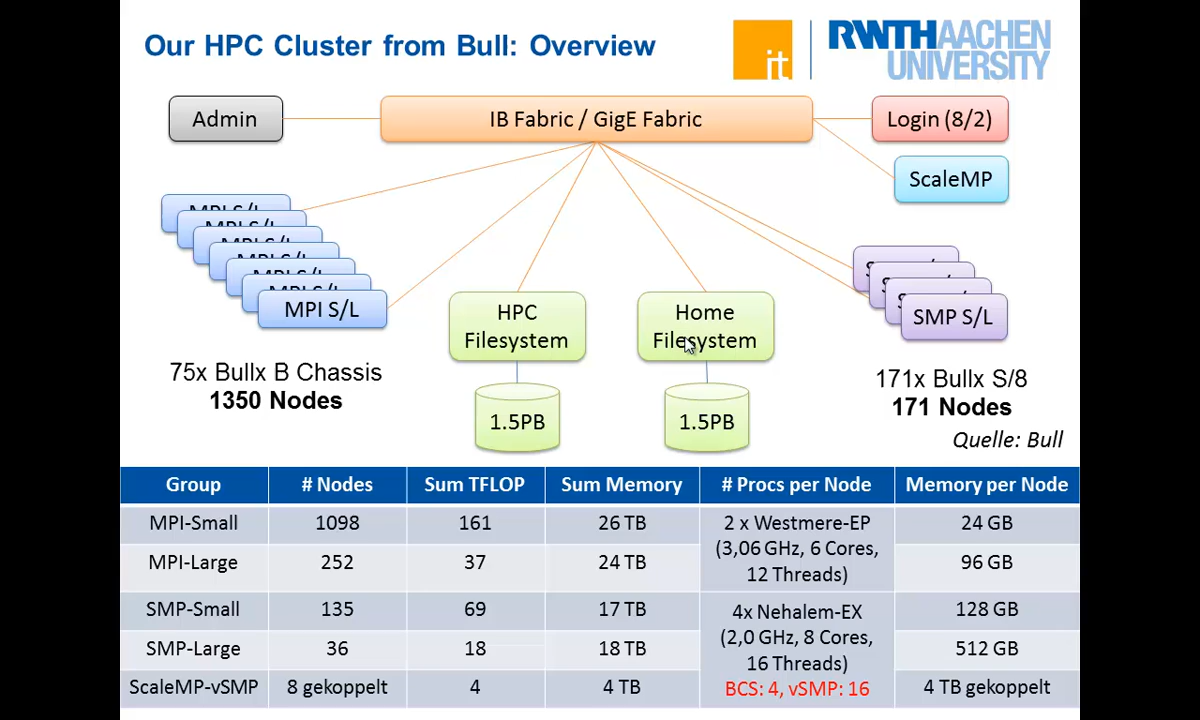 Our HPC Cluster from Bull: Overview
it
RWTHAACHEN
UNIVERSITY
Admin
IB Fabric / GigE Fabric
Login (8/2)
ScaleMP
MPI S/L
MPI S/L
MPI S/L
MPI S/L
MPI S/L
MPI S/L
MPI S/L
HPC
Filesystem
Home
Filesystem
SMP S/L
75x Bullx B Chassis
1350 Nodes
1.5PB
1.5PB
171x Bullx S/8
171 Nodes
Quelle: Bull
Group # Nodes Sum TFLOP Sum Memory # Procs per Node Memory per Node
MPI-Small 1098 161 26 TB 2 x Westmere-EP
(3,06 GHz, 6 Cores,
12 Threads) 24 GB
MPI-Large 252 37 24 TB 96 GB
SMP-Small 135 69 17 TB 4x Nehalem-EX
(2,0 GHz, 8 Cores,
16 Threads)
BCS: 4, vSMP: 16 128 GB
SMP-Large 36 18 18 TB 512 GB
ScaleMP-vSMP 8 gekoppelt 4 4 TB 4 TB gekoppelt